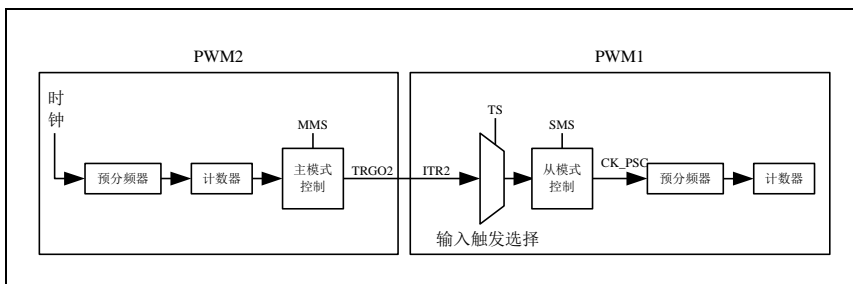 PWM2
PWM1
时
钟
MMS
TS
SMS
预分频器
计数器
主模式
控制
TRGO2
ITR2
从模式
控制
CK_PSC
预分频器
计数器
输入触发选择